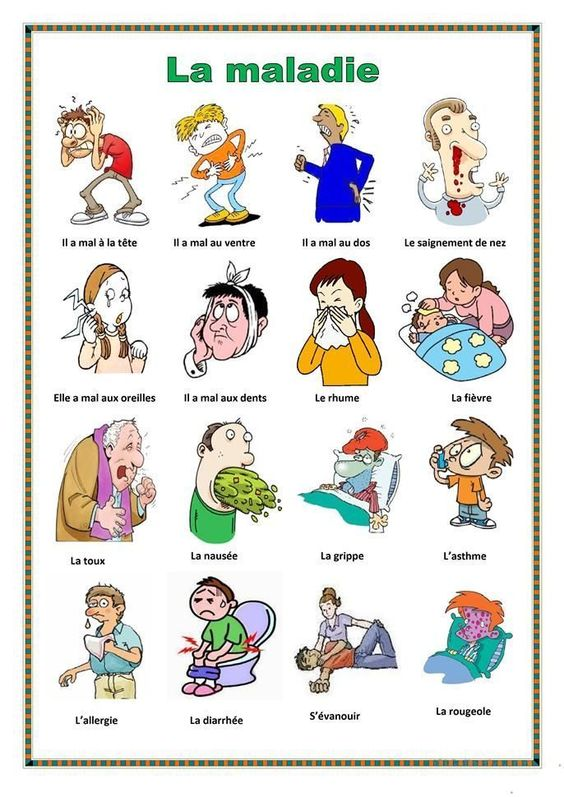 La maladie
Il a mal à la tête
Il a mal au ventre
Il a mal au dos
Le saignement de nez
Elle a mal aux oreilles
Il a mal aux dents
Le rhume
La fièvre
La toux
La nausée
La grippe
L'asthme
L'allergie
La diarrhée
S'évanouir
La rougeole